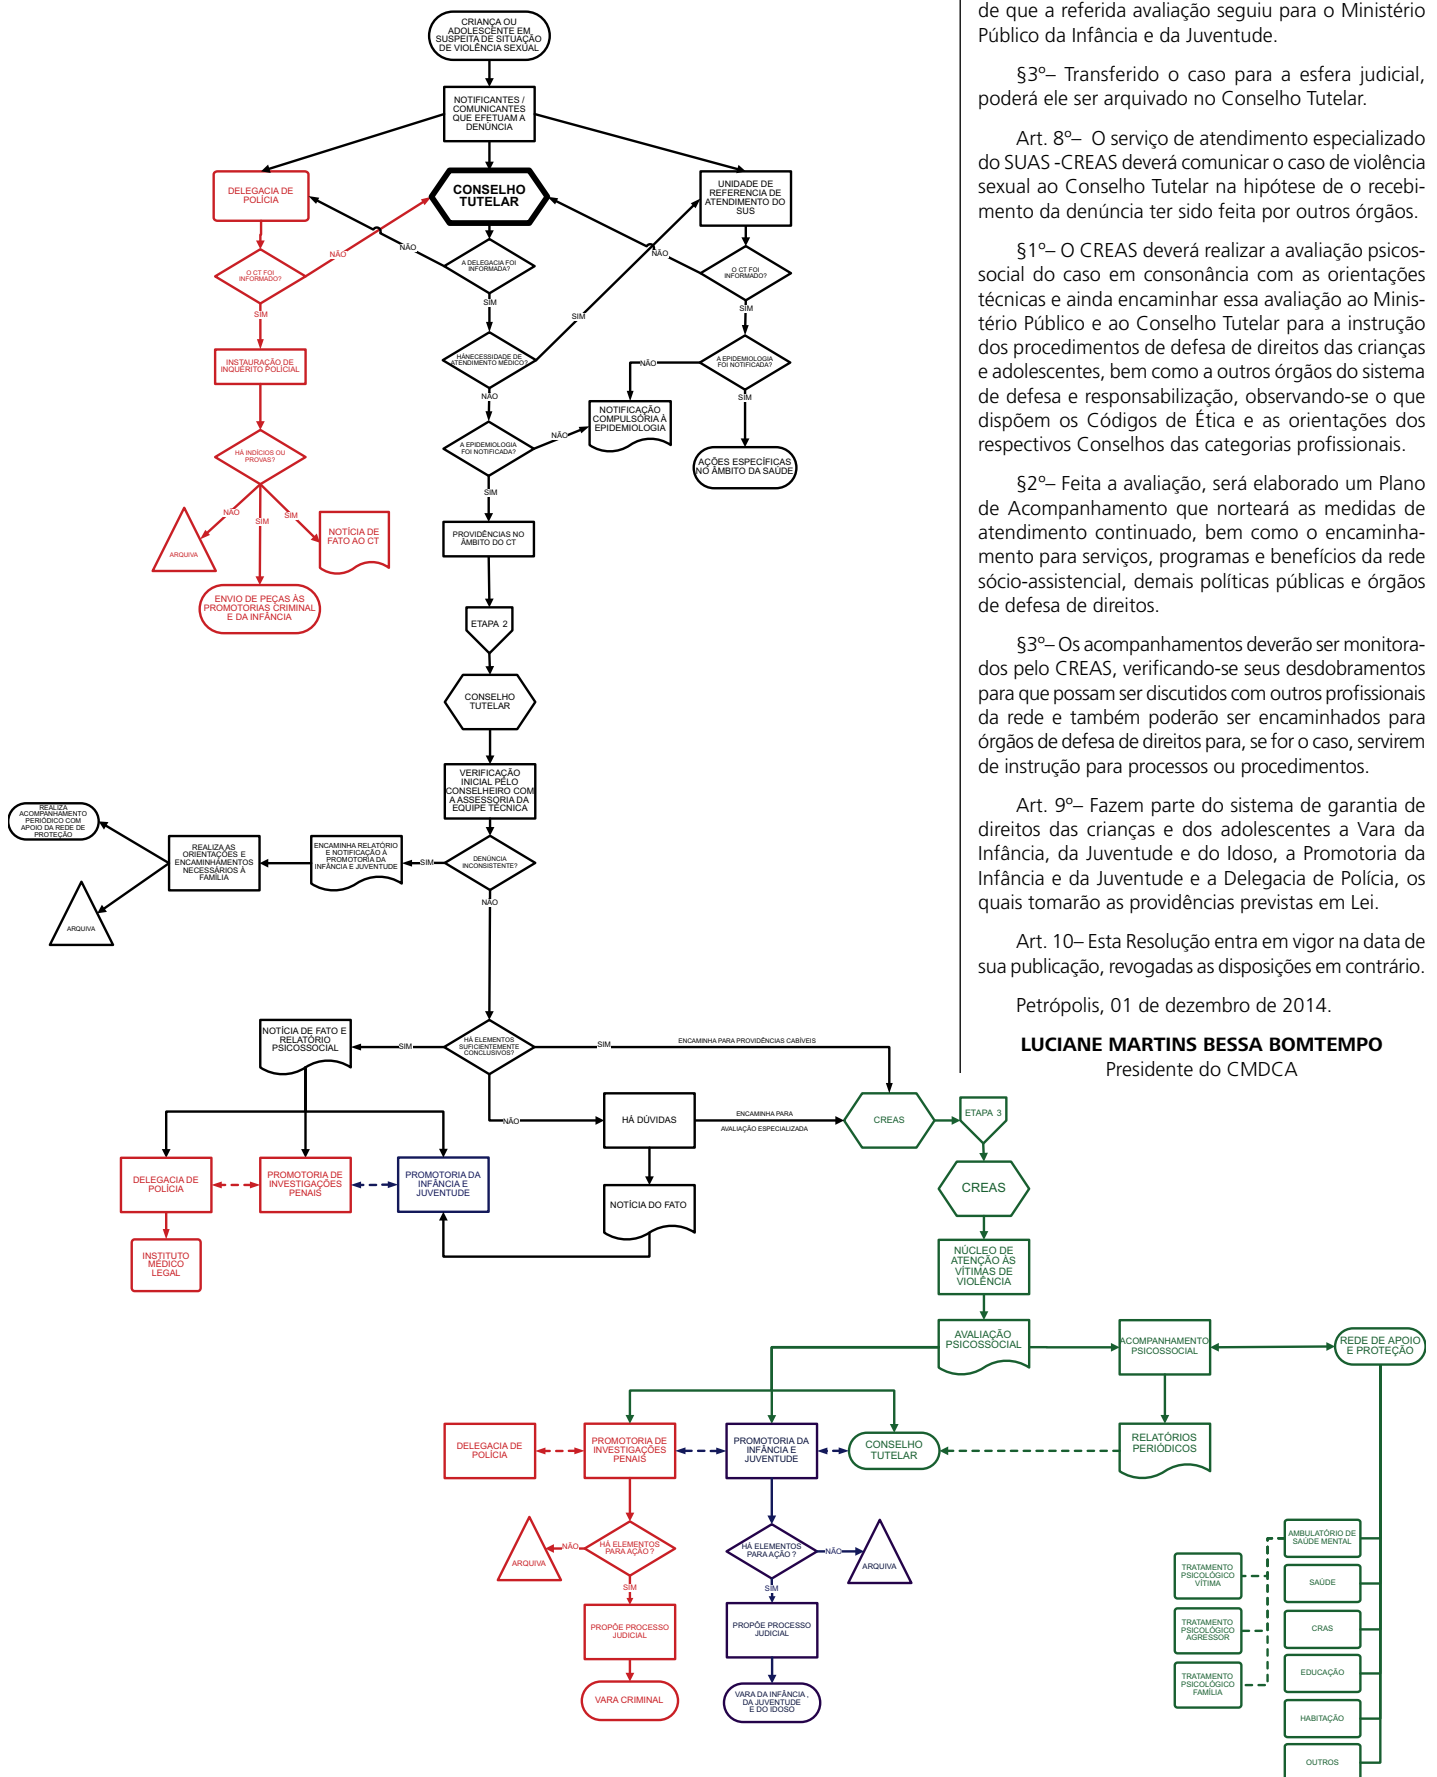 CRIANÇA OU
ADOLESCENTE EM
SUSPEITA DE SITUAÇÃO
DE VIOLÊNCIA SEXUAL
NOTIFICANTES /
COMUNICANTES
QUE EFETUAM A
DENÚNCIA
DELEGACIA DE
POLÍCIA
CONSELHO
TUTELAR
UNIDADE DE
REFERENCIA DE
ATENDIMENTO DO
SUS
NÃO
NÃO
NÃO
O CT FOI
INFORMADO?
A DELEGACIA FOI
INFORMADA?
O CT FOI
INFORMADO?
SIM
SIM
SIM
SIM
INSTAURAÇÃO DE
INQUÉRITO POLICIAL
HÁNECESSIDADE DE
ATENDIMENTO MÉDICO?
A EPIDEMIOLOGIA
FOI NOTIFICADA?
NÃO
NÃO
SIM
NOTIFICAÇÃO
COMPULSÓRIA À
EPIDEMIOLOGIA
HÁ INDÍCIOS OU
PROVAS?
A EPIDEMIOLOGIA
FOI NOTIFICADA?
NÃO
AÇÕES ESPECÍFICAS
NO ÂMBITO DA SAÚDE
SIM
NÃO
SIM
SIM
ARQUIVA
NOTÍCIA DE
FATO AO CT
PROVIDÊNCIAS NO
ÂMBITO DO CT
ENVIO DE PEÇAS ÀS
PROMOTORIAS CRIMINAL
E DA INFÂNCIA
ETAPA 2
CONSELHO
TUTELAR
VERIFICAÇÃO
INICIAL PELO
CONSELHEIRO COM
A ASSESSORIA DA
EQUIPE TÉCNICA
REALIZA
ACOMPANHAMENTO
PERIÓDICO COM
APOIO DA REDE DE
PROTEÇÃO
REALIZA AS
ORIENTAÇÕES E
ENCAMINHAMENTOS
NECESSÁRIOS À
FAMÍLIA
ENCAMINHA RELATÓRIO
E NOTIFICAÇÃO À
PROMOTORIA DA
INFÂNCIA E JUVENTUDE
SIM
DENÚNCIA
INCONSISTENTE?
NÃO
ARQUIVA
NOTÍCIA DE FATO E
RELATÓRIO
PSICOSSOCIAL
SIM
HÁ ELEMENTOS
SUFICIENTEMENTE
CONCLUSIVOS?
SIM
ENCAMINHA PARA PROVIDÊNCIAS CABÍVEIS
NÃO
HÁ DÚVIDAS
ENCAMINHA PARA
AVALIAÇÃO ESPECIALIZADA
CREAS
ETAPA 3
DELEGACIA DE
POLÍCIA
PROMOTORIA DE
INVESTIGAÇÕES
PENAIS
PROMOTORIA DA
INFÂNCIA E
JUVENTUDE
NOTÍCIA DO FATO
CREAS
INSTITUTO
MÉDICO
LEGAL
NÚCLEO DE
ATENÇÃO ÀS
VÍTIMAS DE
VIOLÊNCIA
AVALIAÇÃO
PSICOSSOCIAL
ACOMPANHAMENTO
PSICOSSOCIAL
REDE DE APOIO
E PROTEÇÃO
DELEGACIA DE
POLÍCIA
PROMOTORIA DE
INVESTIGAÇÕES
PENAIS
PROMOTORIA DA
INFÂNCIA E
JUVENTUDE
CONSELHO
TUTELAR
RELATÓRIOS
PERIÓDICOS
ARQUIVA
NÃO
HÁ ELEMENTOS
PARA AÇÃO ?
HÁ ELEMENTOS
PARA AÇÃO ?
NÃO
ARQUIVA
SIM
SIM
PROPÕE PROCESSO
JUDICIAL
PROPÕE PROCESSO
JUDICIAL
VARA CRIMINAL
VARA DA INFÂNCIA ,
DA JUVENTUDE
E DO IDOSO
AMBULATÓRIO DE
SAÚDE MENTAL
TRATAMENTO
PSICOLÓGICO
VÍTIMA
SAÚDE
TRATAMENTO
PSICOLÓGICO
AGRESSOR
CRAS
TRATAMENTO
PSICOLÓGICO
FAMÍLIA
EDUCAÇÃO
HABITAÇÃO
OUTROS
de que a referida avaliação seguiu para o Ministério
Público da Infância e da Juventude.
§3º– Transferido o caso para a esfera judicial,
poderá ele ser arquivado no Conselho Tutelar.
Art. 8º– O serviço de atendimento especializado
do SUAS -CREAS deverá comunicar o caso de violência
sexual ao Conselho Tutelar na hipótese de o recebi-
mento da denúncia ter sido feita por outros órgãos.
§1º– O CREAS deverá realizar a avaliação psicos-
social do caso em consonância com as orientações
técnicas e ainda encaminhar essa avaliação ao Minis-
tério Público e ao Conselho Tutelar para a instrução
dos procedimentos de defesa de direitos das crianças
e adolescentes, bem como a outros órgãos do sistema
de defesa e responsabilização, observando-se o que
dispõem os Códigos de Ética e as orientações dos
respectivos Conselhos das categorias profissionais.
§2º– Feita a avaliação, será elaborado um Plano
de Acompanhamento que norteará as medidas de
atendimento continuado, bem como o encaminha-
mento para serviços, programas e benefícios da rede
sócio-assistencial, demais políticas públicas e órgãos
de defesa de direitos.
§3º– Os acompanhamentos deverão ser monitora-
dos pelo CREAS, verificando-se seus desdobramentos
para que possam ser discutidos com outros profissionais
da rede e também poderão ser encaminhados para
órgãos de defesa de direitos para, se for o caso, servirem
de instrução para processos ou procedimentos.
Art. 9º– Fazem parte do sistema de garantia de
direitos das crianças e dos adolescentes a Vara da
Infância, da Juventude e do Idoso, a Promotoria da
Infância e da Juventude e a Delegacia de Polícia, os
quais tomarão as providências previstas em Lei.
Art. 10– Esta Resolução entra em vigor na data de
sua publicação, revogadas as disposições em contrário.
Petrópolis, 01 de dezembro de 2014.
LUCIANE MARTINS BESSA BOMTEMPO
Presidente do CMDCA